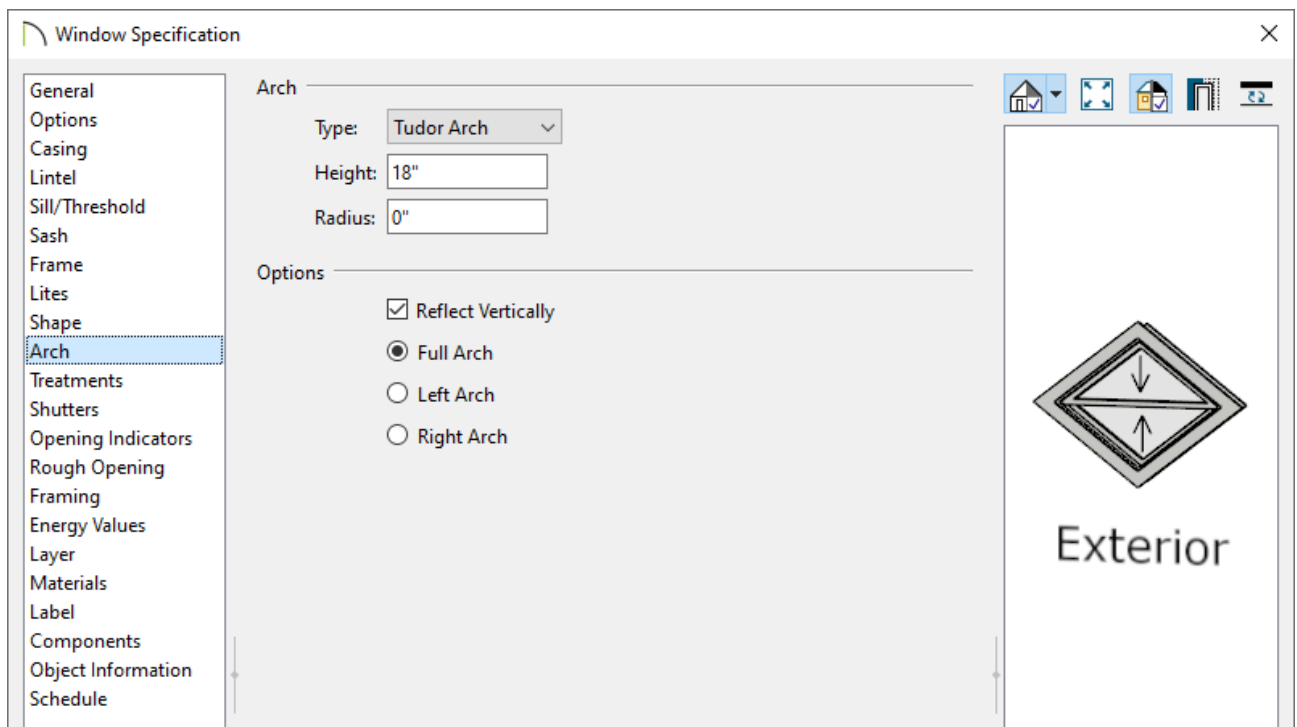 Window Specification
General
Options
Casing
Lintel
Sill/Threshold
Sash
Frame
Lites
Shape
Arch
Treatments
Shutters
Opening Indicators
Rough Opening
Framing
Energy Values
Layer
Materials
Label
Components
Object Information
Schedule
Arch
Type: Tudor Arch
Height: 18"
Radius: 0"
Options
Reflect Vertically
Full Arch
Left Arch
Right Arch
Exterior